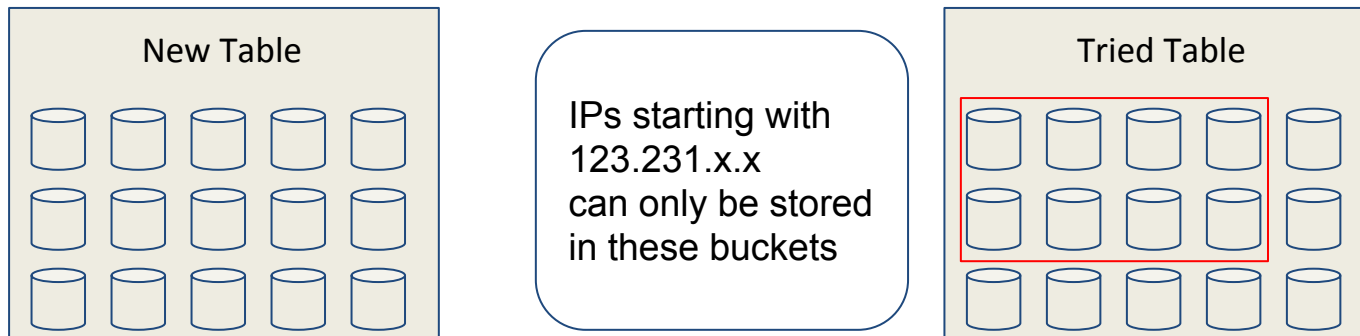 New Table
IPs starting with
123.231.x.x
can only be stored
in these buckets
Tried Table